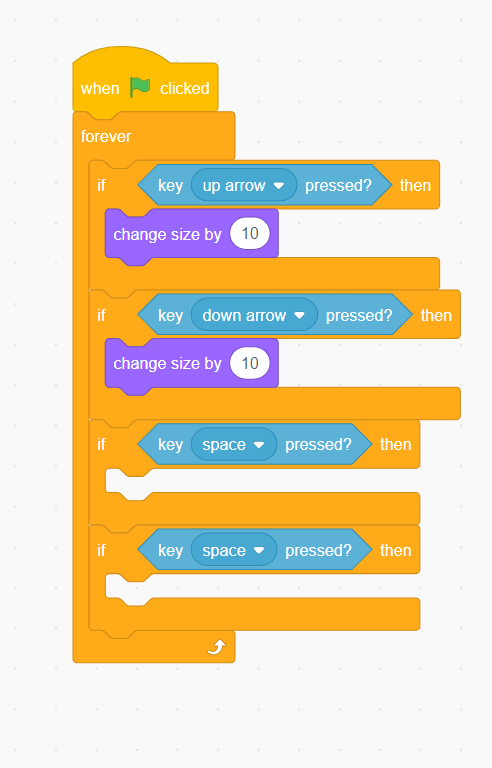 when clicked
forever
if key up arrow pressed? then
change size by 10
if key down arrow pressed? then
change size by 10
if key space pressed? then
if key space pressed? then